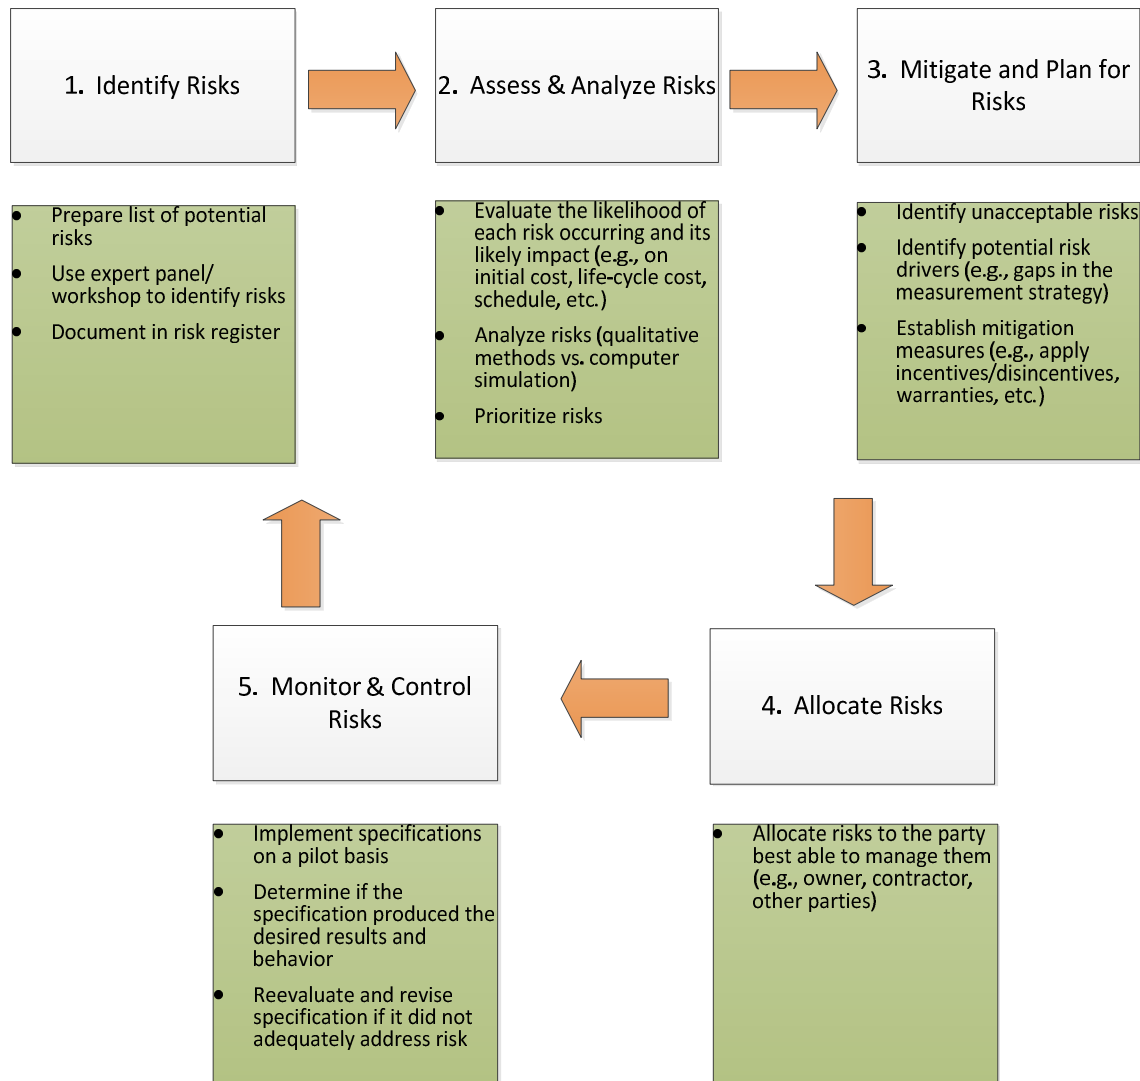 1. Identify Risks
2. Assess & Analyze Risks
3. Mitigate and Plan for
Risks
• Prepare list of potential
risks
• Use expert panel/
workshop to identify risks
• Document in risk register
• Evaluate the likelihood of
each risk occurring and its
likely impact (e.g., on
initial cost, life-cycle cost,
schedule, etc.)
• Analyze risks (qualitative
methods vs. computer
simulation)
• Prioritize risks
• Identify unacceptable risks
• Identify potential risk
drivers (e.g., gaps in the
measurement strategy)
• Establish mitigation
measures (e.g., apply
incentives/disincentives,
warranties, etc.)
4. Allocate Risks
• Allocate risks to the party
best able to manage them
(e.g., owner, contractor,
other parties)
5. Monitor & Control
Risks
• Implement specifications
on a pilot basis
• Determine if the
specification produced the
desired results and
behavior
• Reevaluate and revise
specification if it did not
adequately address risk